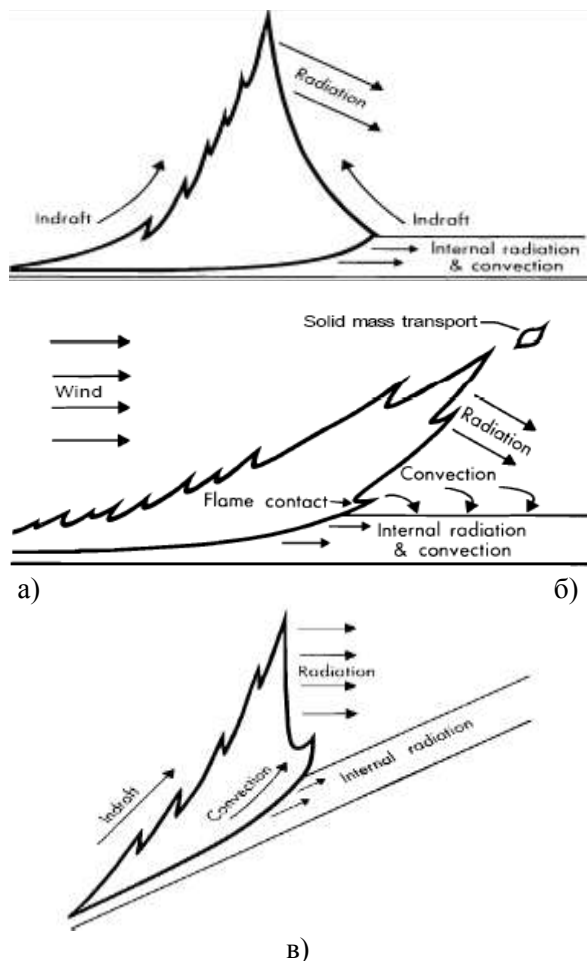 Radiation
Indraft
Indraft
Internal radiation
& convection
Solid mass transport
Wind
Radiation
Convection
Flame contact
Internal radiation
& convection
а)
б)
Radiation
Indraft
Convection
Internal radiation
в)